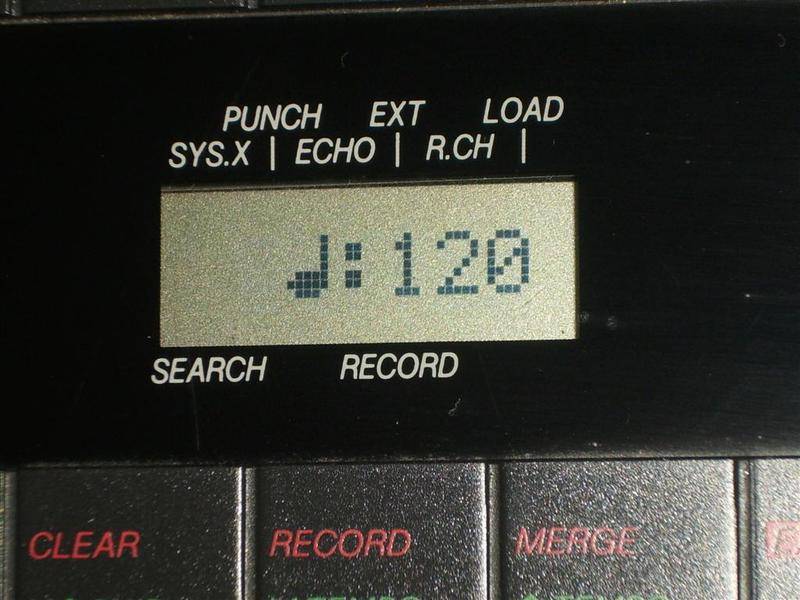 PUNCH EXT LOAD
SYS.X | ECHO | R.CH |
♩:120
SEARCH RECORD
CLEAR RECORD MERGE